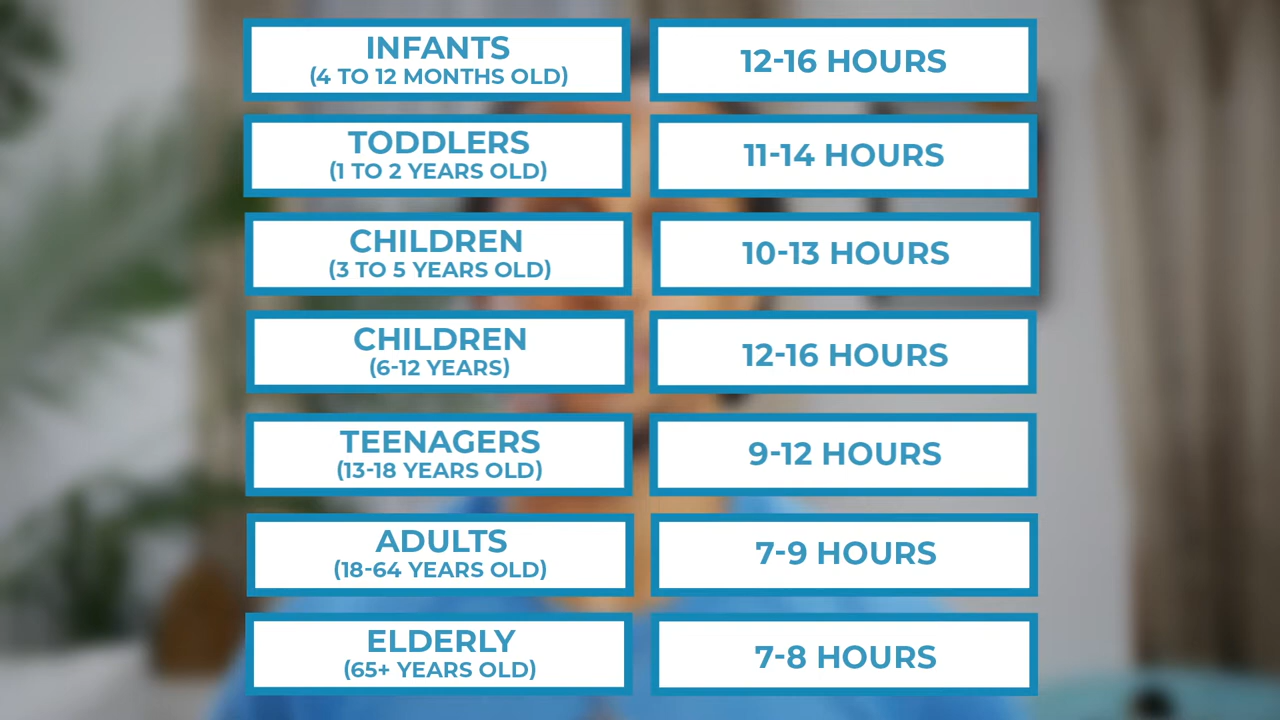 INFANTS
(4 TO 12 MONTHS OLD)
12-16 HOURS
TODDLERS
(1 TO 2 YEARS OLD)
11-14 HOURS
CHILDREN
(3 TO 5 YEARS OLD)
10-13 HOURS
CHILDREN
(6-12 YEARS)
12-16 HOURS
TEENAGERS
(13-18 YEARS OLD)
9-12 HOURS
ADULTS
(18-64 YEARS OLD)
7-9 HOURS
ELDERLY
(65+ YEARS OLD)
7-8 HOURS